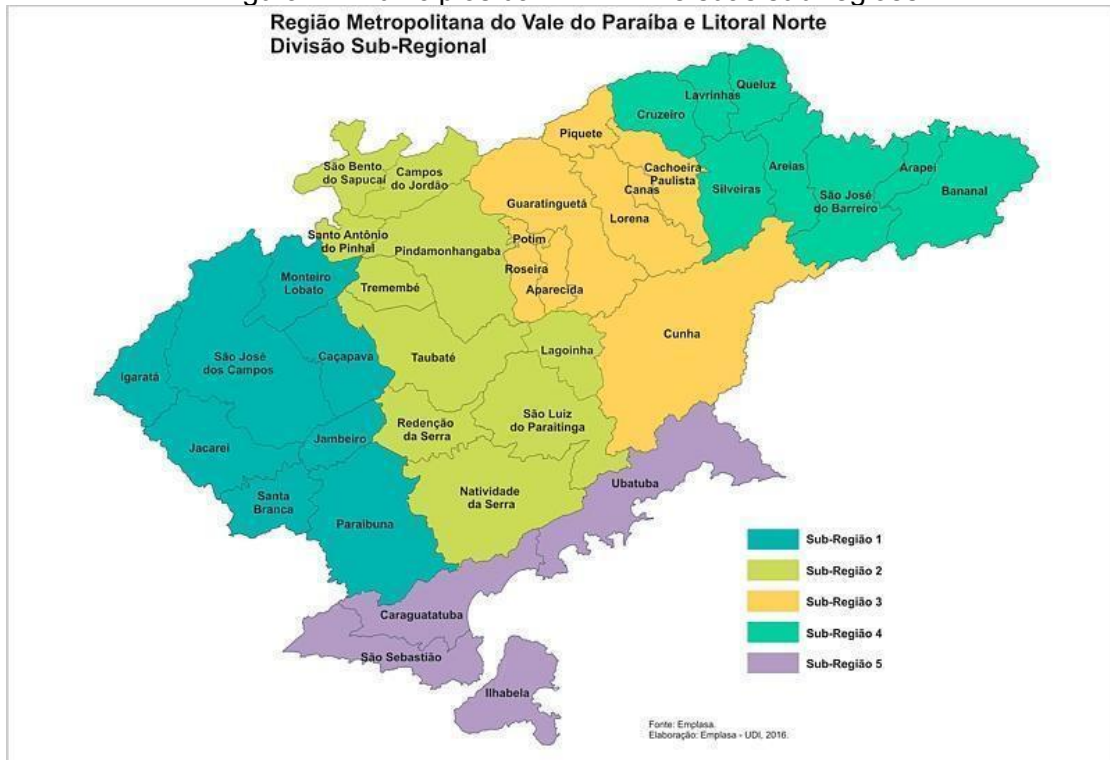 Região Metropolitana do Vale do Paraíba e Litoral Norte
Divisão Sub-Regional
Queluz
Lavrinhas
Cruzeiro
Piquete
São Bento
do Sapucaí
Campos
do Jordão
Cachoeira
Paulista
Canas
Silveiras
Areias
Arapeí
Bananal
São José
do Barreiro
Guaratinguetá
Lorena
Santo Antônio
do Pinhal
Pindamonhangaba
Potim
Roseira
Aparecida
Monteiro
Lobato
Tremembé
Cunha
Igaratá
São José
dos Campos
Caçapava
Taubaté
Lagoinha
Redenção
da Serra
São Luiz
do Paraitinga
Jacareí
Jambeiro
Santa
Branca
Paraibuna
Natividade
da Serra
Ubatuba
Caraguatatuba
São Sebastião
Ilhabela
Sub-Região 1
Sub-Região 2
Sub-Região 3
Sub-Região 4
Sub-Região 5
Fonte: Emplasa.
Elaboração: Emplasa - UDI, 2016.